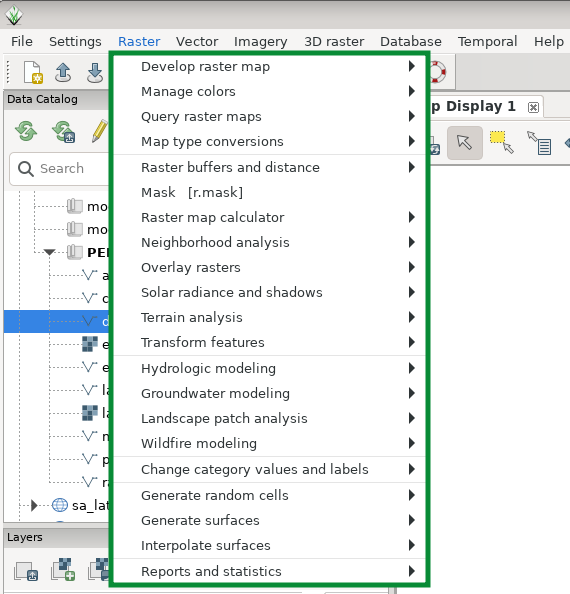 File Settings Raster Vector Imagery 3D raster Database Temporal Help
Data Catalog
Search
p Display 1
Develop raster map
Manage colors
Query raster maps
Map type conversions
Raster buffers and distance
Mask [r.mask]
Raster map calculator
Neighborhood analysis
Overlay rasters
Solar radiance and shadows
Terrain analysis
Transform features
Hydrologic modeling
Groundwater modeling
Landscape patch analysis
Wildfire modeling
Change category values and labels
Generate random cells
Generate surfaces
Interpolate surfaces
Reports and statistics
mo
mo
PE
sa_lat
Layers